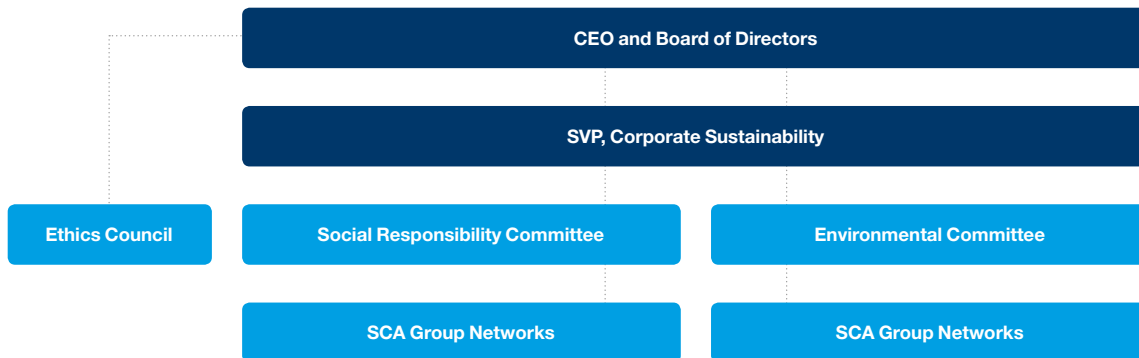 CEO and Board of Directors
SVP, Corporate Sustainability
Ethics Council
Social Responsibility Committee
Environmental Committee
SCA Group Networks
SCA Group Networks